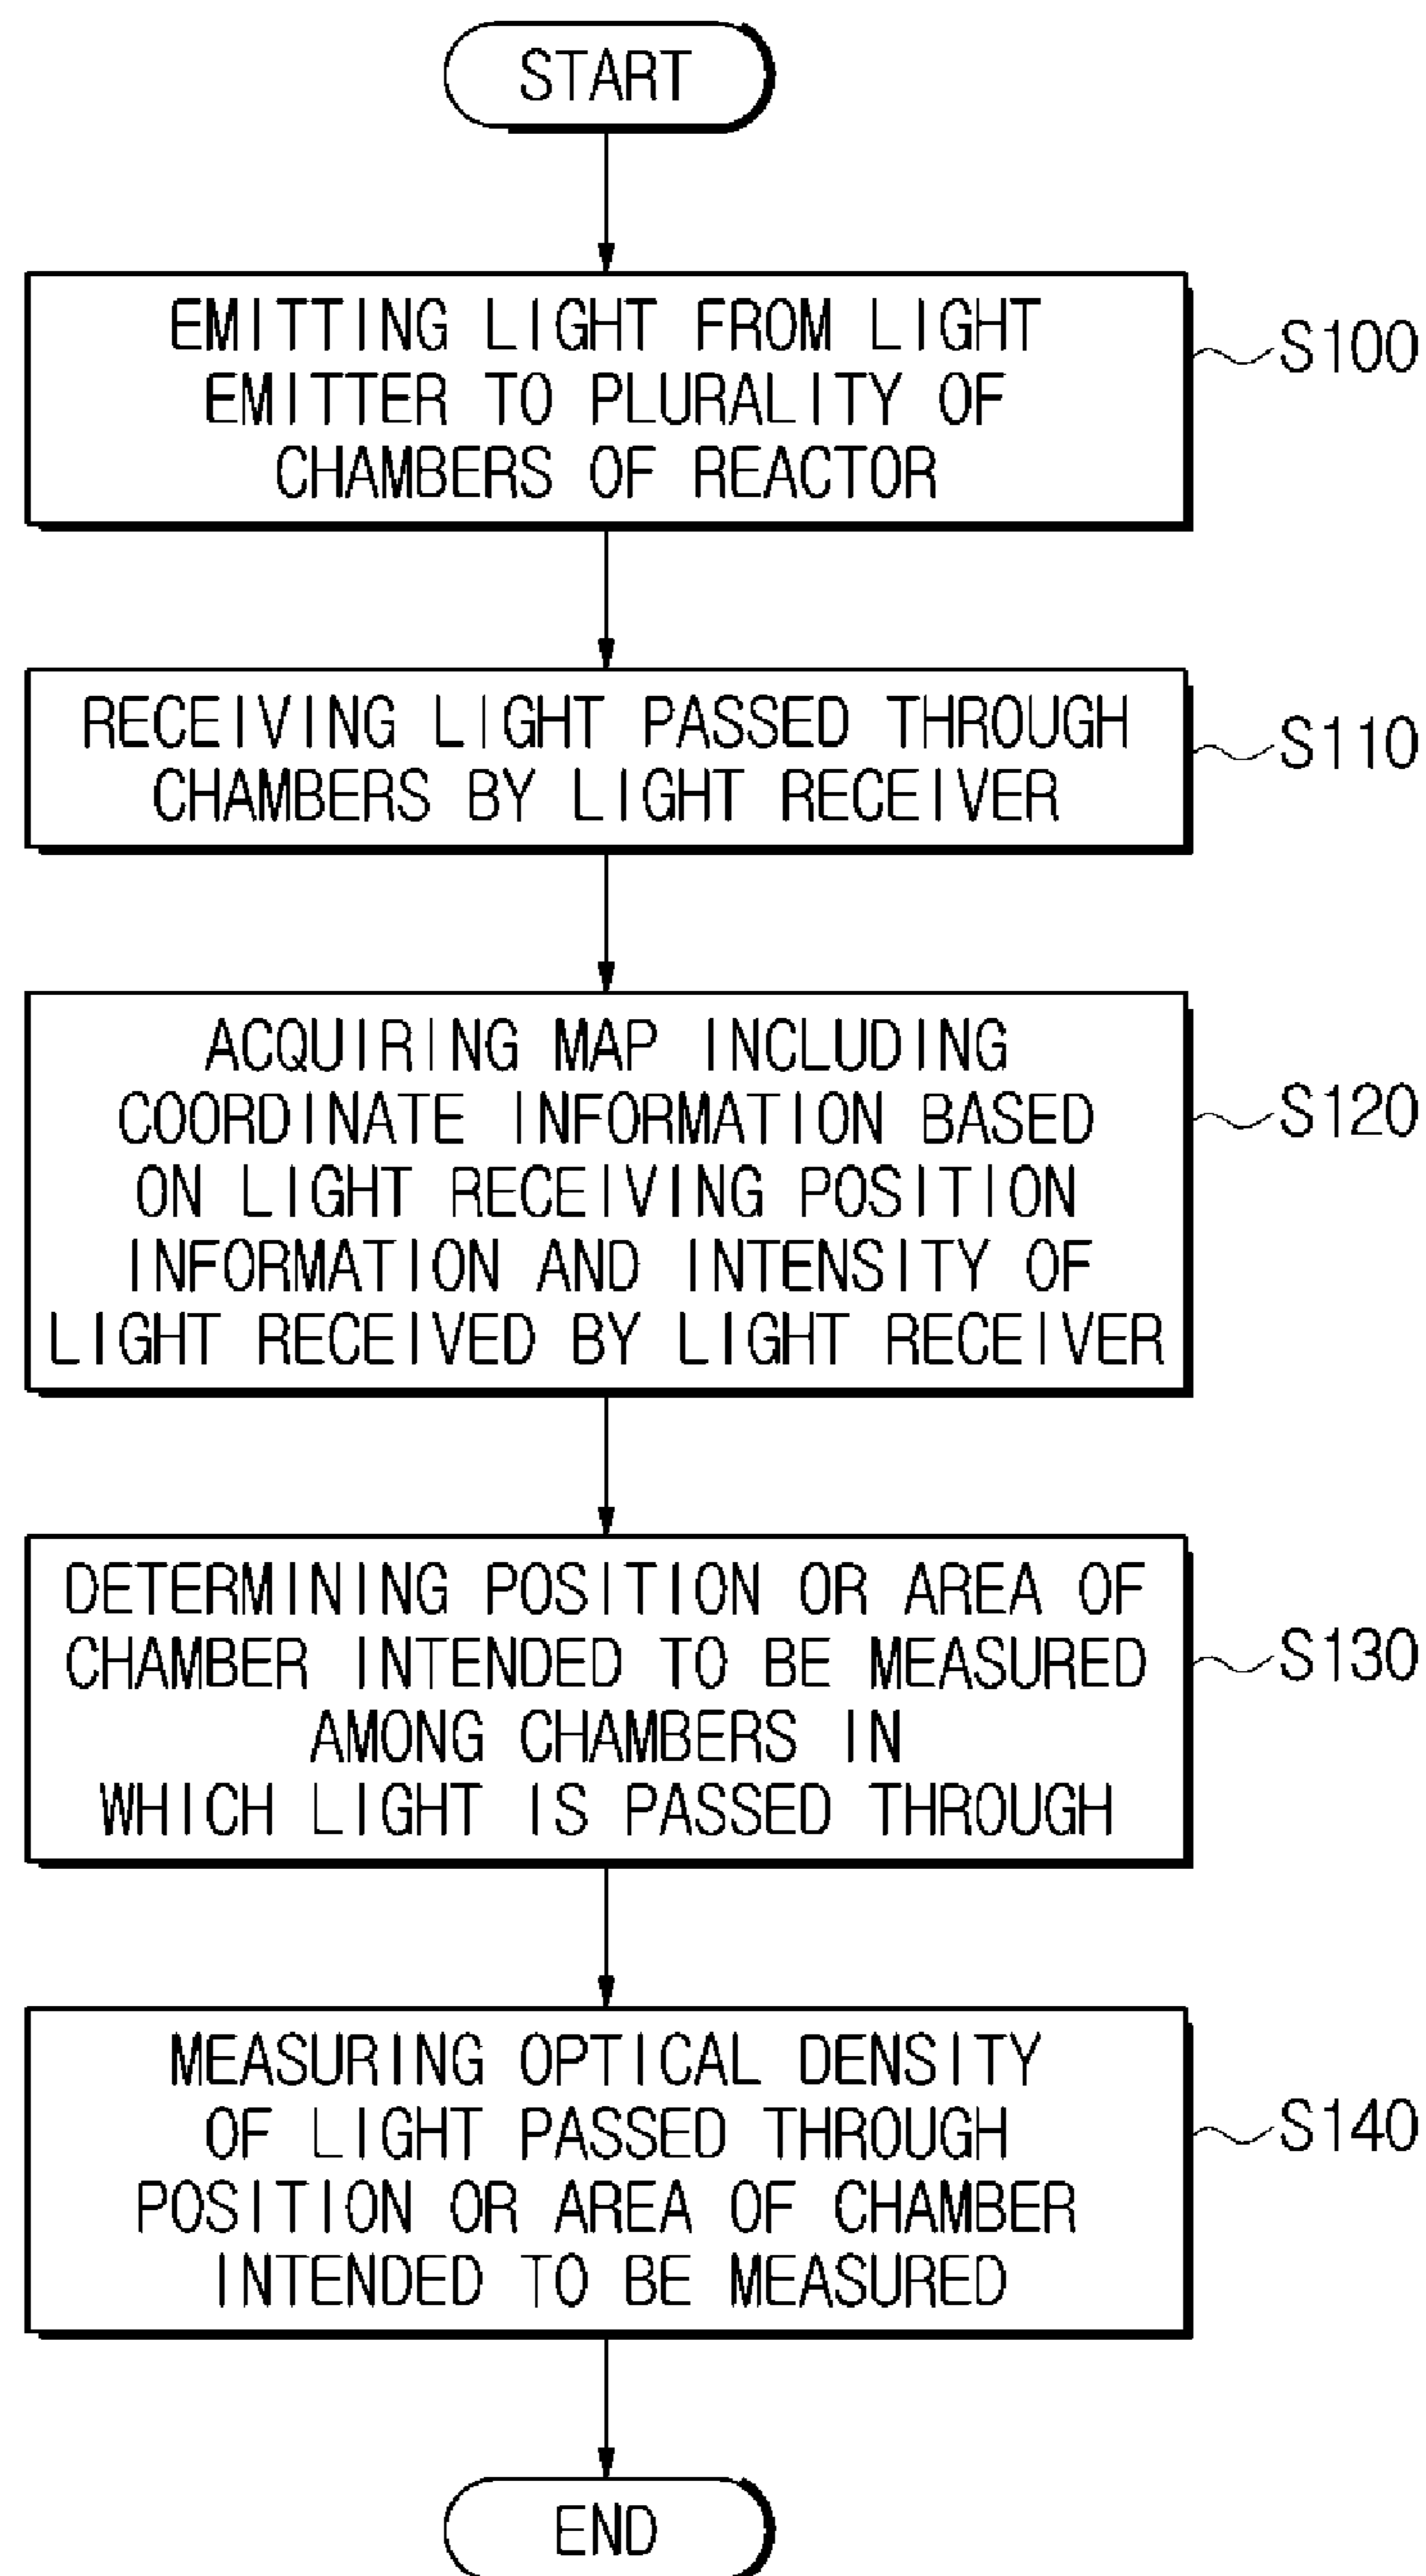 START
EMITTING LIGHT FROM LIGHT
EMITTER TO PLURALITY OF
CHAMBERS OF REACTOR
S100
RECEIVING LIGHT PASSED THROUGH
CHAMBERS BY LIGHT RECEIVER
S110
ACQUIRING MAP INCLUDING
COORDINATE INFORMATION BASED
ON LIGHT RECEIVING POSITION
INFORMATION AND INTENSITY OF
LIGHT RECEIVED BY LIGHT RECEIVER
S120
DETERMINING POSITION OR AREA OF
CHAMBER INTENDED TO BE MEASURED
AMONG CHAMBERS IN
WHICH LIGHT IS PASSED THROUGH
S130
MEASURING OPTICAL DENSITY
OF LIGHT PASSED THROUGH
POSITION OR AREA OF CHAMBER
INTENDED TO BE MEASURED
S140
END